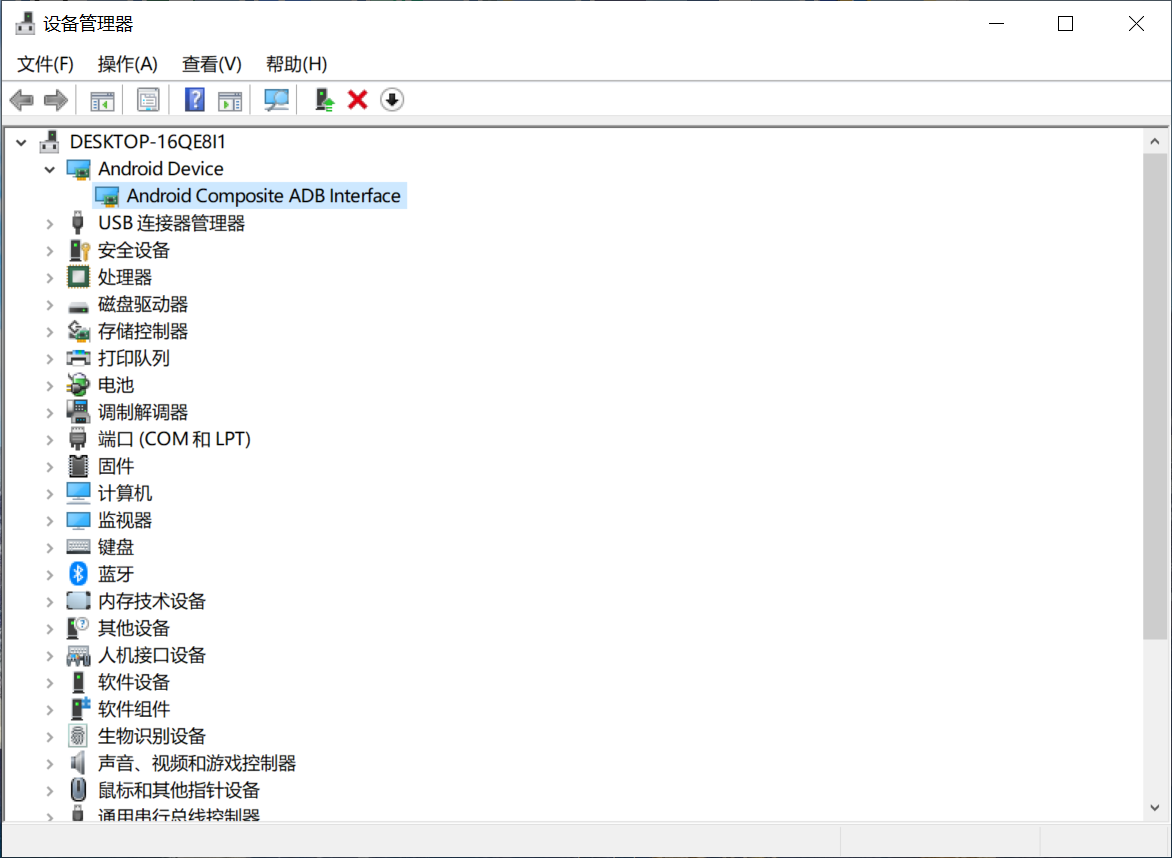 设备管理器
文件(F) 操作(A) 查看(V) 帮助(H)
DESKTOP-16QE8I1
Android Device
Android Composite ADB Interface
USB 连接器管理器
安全设备
处理器
磁盘驱动器
存储控制器
打印队列
电池
调制解调器
端口 (COM 和 LPT)
固件
计算机
监视器
键盘
蓝牙
内存技术设备
其他设备
人机接口设备
软件设备
软件组件
生物识别设备
声音、视频和游戏控制器
鼠标和其他指针设备
通用串行总线控制器